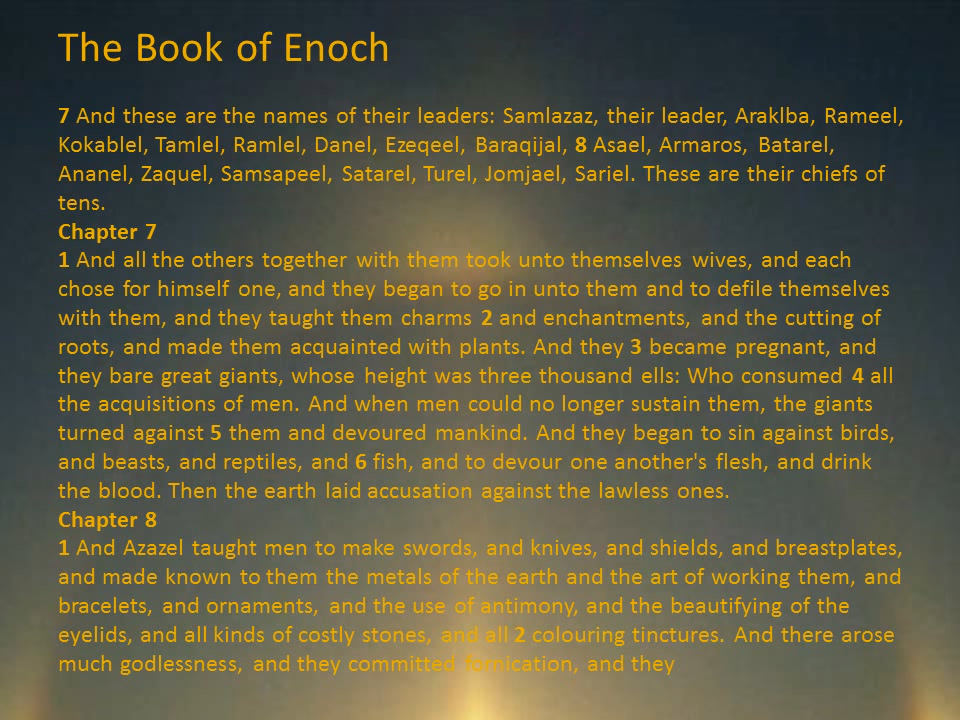 The Book of Enoch
7 And these are the names of their leaders: Samlazaz, their leader, Araklba, Rameel,
Kokablel, Tamlel, Ramlel, Danel, Ezeqeel, Baraqijal, 8 Asael, Armaros, Batarel,
Ananel, Zaquel, Samsapeel, Satarel, Turel, Jomjael, Sariel. These are their chiefs of
tens.
Chapter 7
1 And all the others together with them took unto themselves wives, and each
chose for himself one, and they began to go in unto them and to defile themselves
with them, and they taught them charms 2 and enchantments, and the cutting of
roots, and made them acquainted with plants. And they 3 became pregnant, and
they bare great giants, whose height was three thousand ells: Who consumed 4 all
the acquisitions of men. And when men could no longer sustain them, the giants
turned against 5 them and devoured mankind. And they began to sin against birds,
and beasts, and reptiles, and 6 fish, and to devour one another's flesh, and drink
the blood. Then the earth laid accusation against the lawless ones.
Chapter 8
1 And Azazel taught men to make swords, and knives, and shields, and breastplates,
and made known to them the metals of the earth and the art of working them, and
bracelets, and ornaments, and the use of antimony, and the beautifying of the
eyelids, and all kinds of costly stones, and all 2 colouring tinctures. And there arose
much godlessness, and they committed fornication, and they